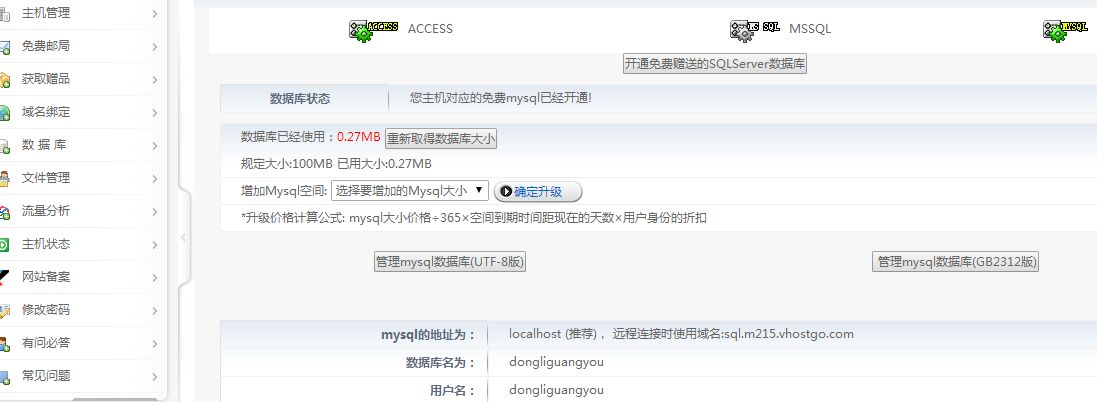 主机管理
免费邮局
获取赠品
域名绑定
数 据 库
文件管理
流量分析
主机状态
网站备案
修改密码
有问必答
常见问题
ACCESS ACCESS
MS SQL MSSQL
MYSQL
开通免费赠送的SQLServer数据库
数据库状态 您主机对应的免费mysql已经开通!
数据库已经使用：0.27MB 重新取得数据库大小
规定大小:100MB 已用大小:0.27MB
增加Mysql空间: 选择要增加的Mysql大小 确定升级
*升级价格计算公式: mysql大小价格÷365×空间到期时间距现在的天数×用户身份的折扣
管理mysql数据库(UTF-8版) 管理mysql数据库(GB2312版)
mysql的地址为： localhost (推荐) ，远程连接时使用域名:sql.m215.vhostgo.com
数据库名为： dongliguangyou
用户名： dongliguangyou